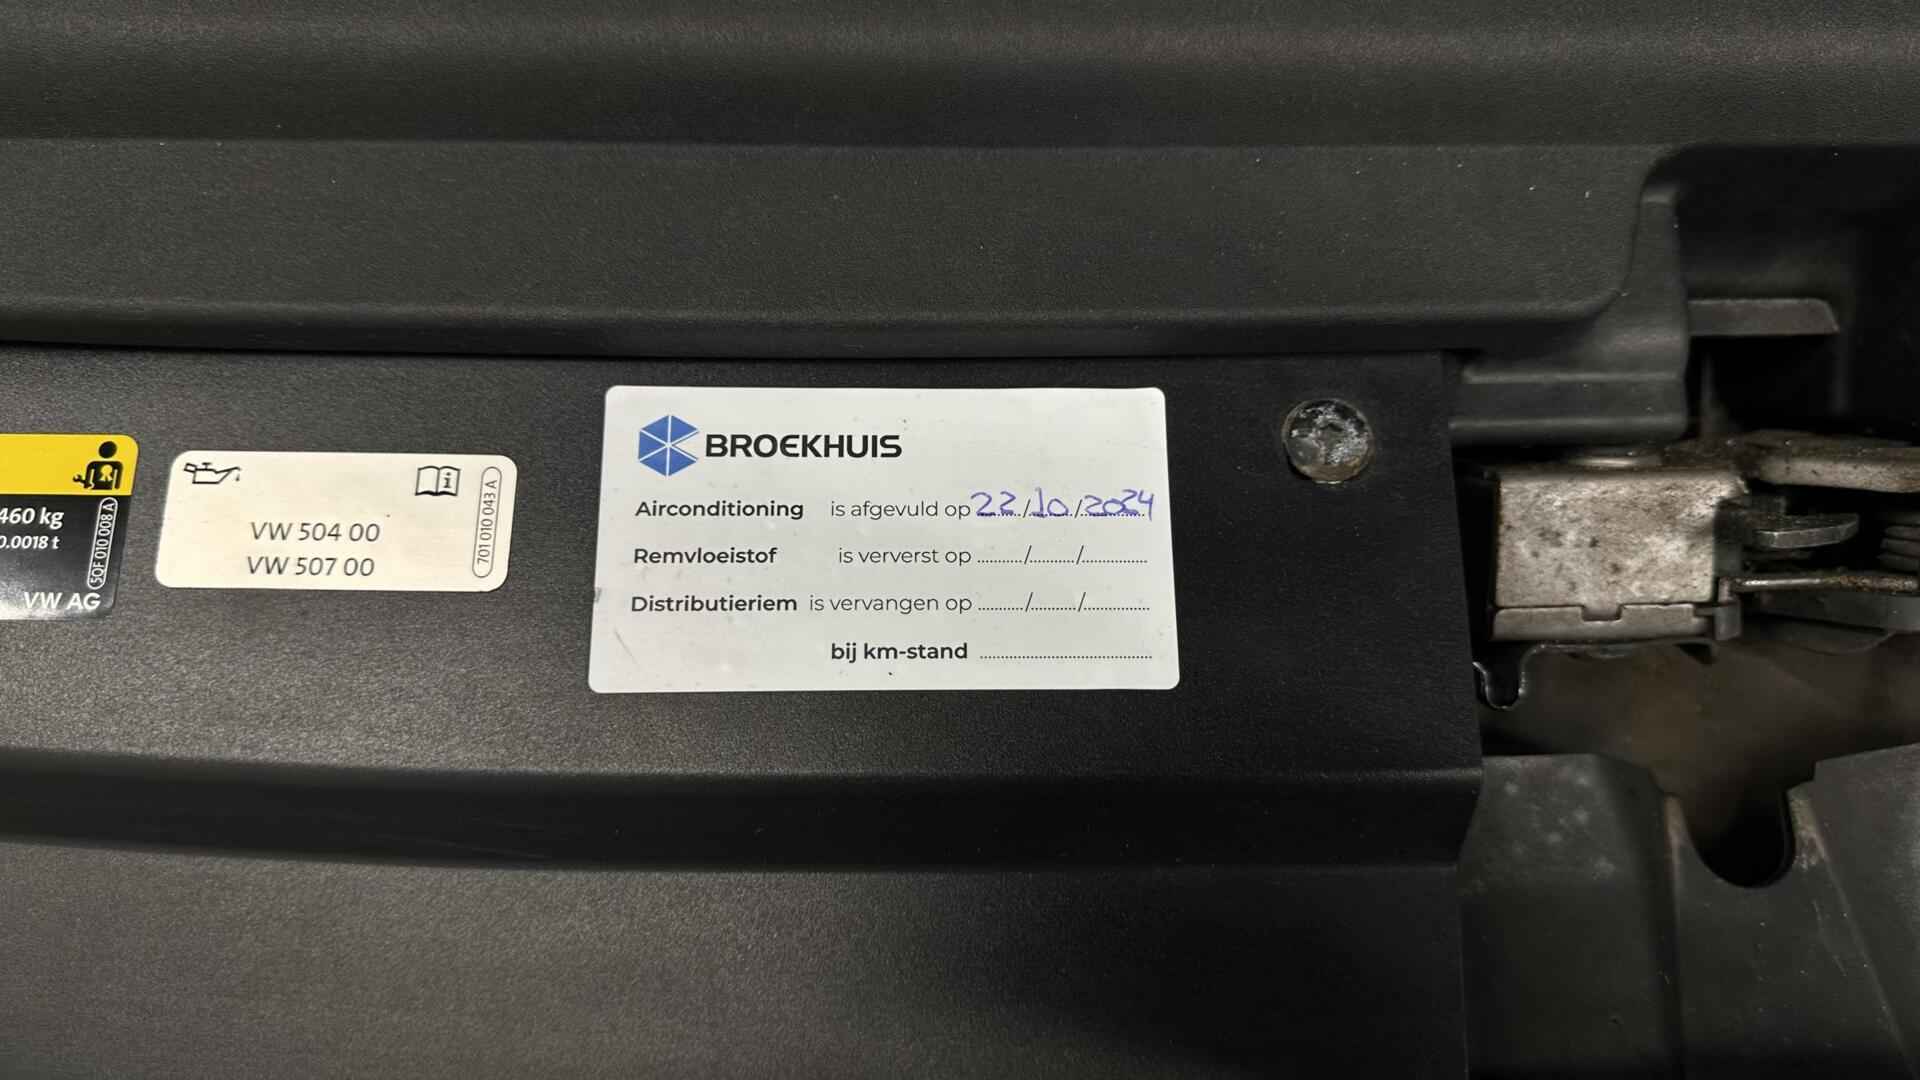 460 kg
0.0018 t
5QF 010 008 A
VW AG
VW 504 00
VW 507 00
701 010 043 A
BROEKHUIS
Airconditioning is afgevuld op 22/10/2024
Remvloeistof is ververst op ........../........../..............
Distributieriem is vervangen op ........../........../..............
bij km-stand ......................................